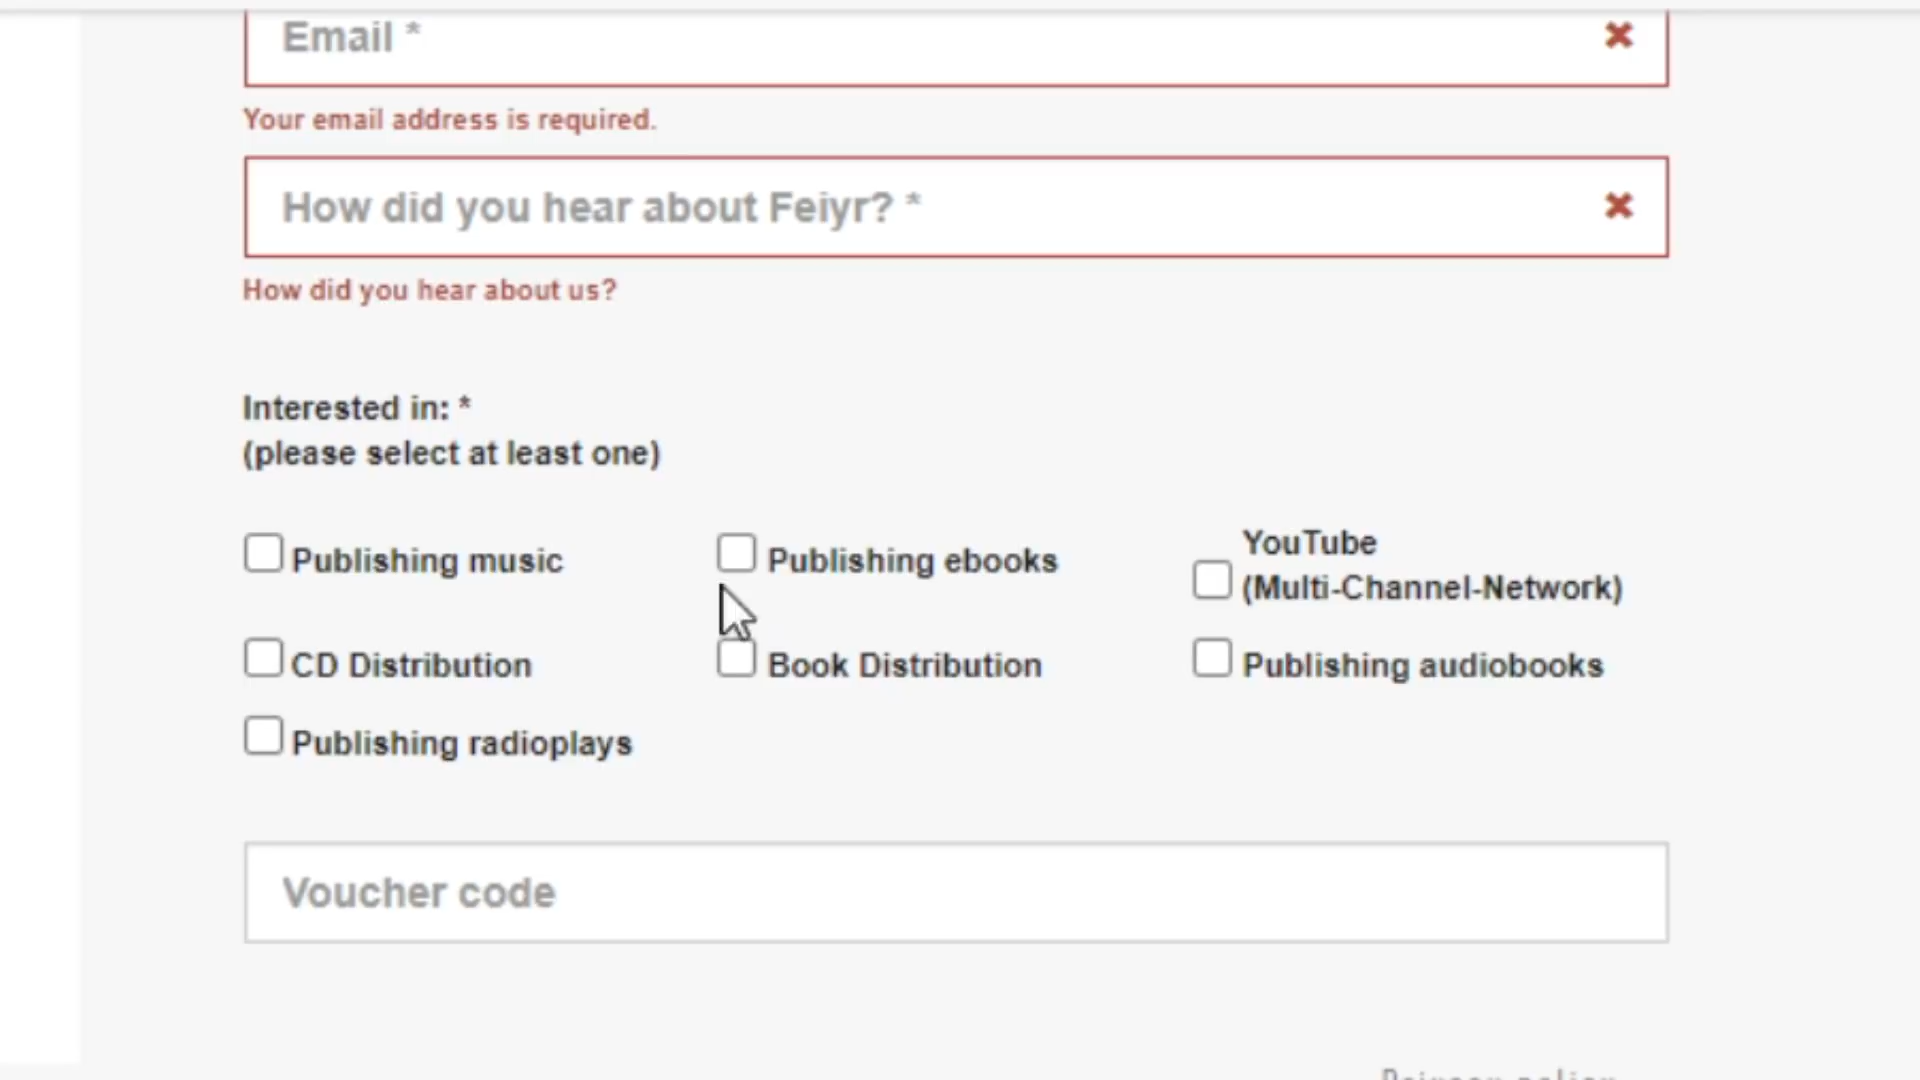 Email *
Your email address is required.
How did you hear about Feiyr? *
How did you hear about us?
Interested in: *
(please select at least one)
Publishing music
Publishing ebooks
YouTube
(Multi-Channel-Network)
CD Distribution
Book Distribution
Publishing audiobooks
Publishing radioplays
Voucher code